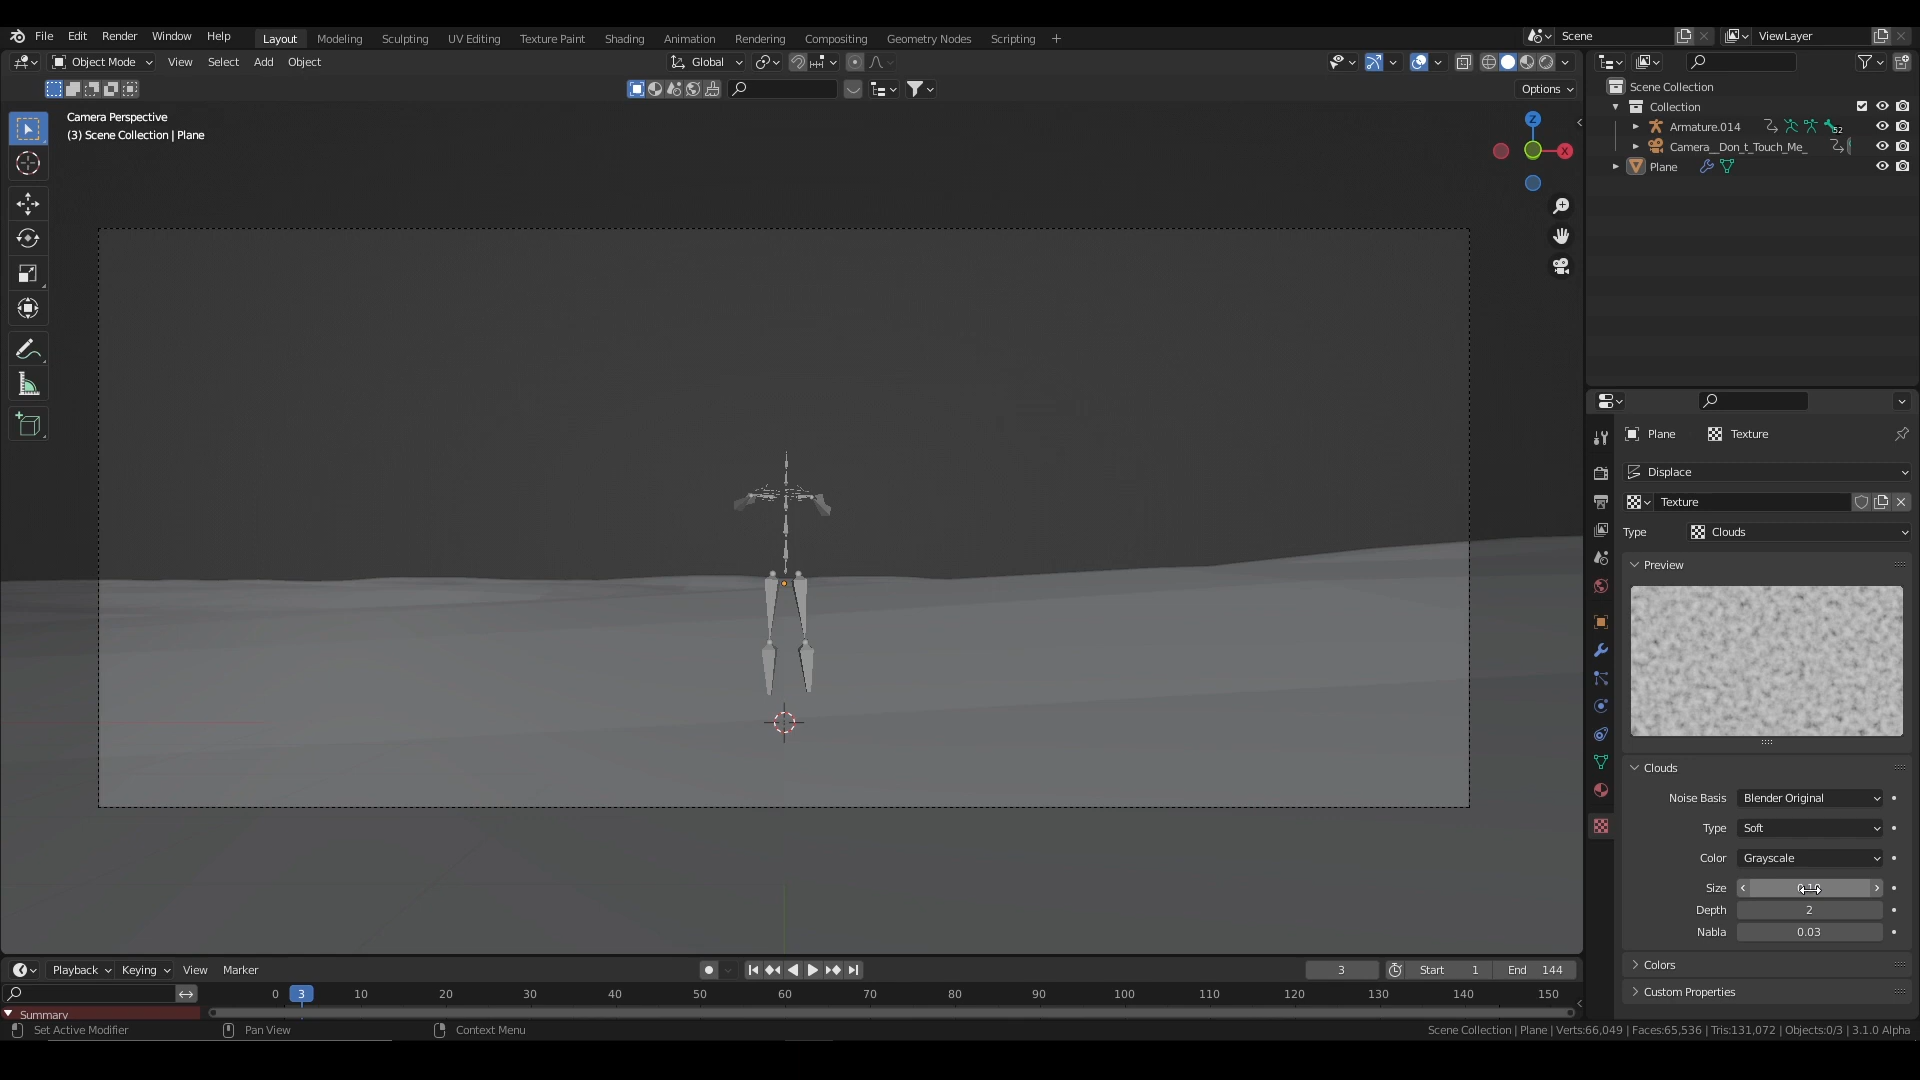 File Edit Render Window Help Layout Modeling Sculpting UV Editing Texture Paint Shading Animation Rendering Compositing Geometry Nodes Scripting + Scene ViewLayer
Object Mode View Select Add Object Global
Options
Camera Perspective
(3) Scene Collection | Plane
Z
X
Scene Collection
Collection
Armature.014 52
Camera__Don_t_Touch_Me_
Plane
Plane Texture
Displace
Texture
Type Clouds
Preview
Clouds
Noise Basis Blender Original
Type Soft
Color Grayscale
Size
Depth 2
Nabla 0.03
Colors
Custom Properties
Playback Keying View Marker 3 Start 1 End 144
0 3 10 20 30 40 50 60 70 80 90 100 110 120 130 140 150
Summary
Set Active Modifier Pan View Context Menu Scene Collection | Plane | Verts:66,049 | Faces:65,536 | Tris:131,072 | Objects:0/3 | 3.1.0 Alpha